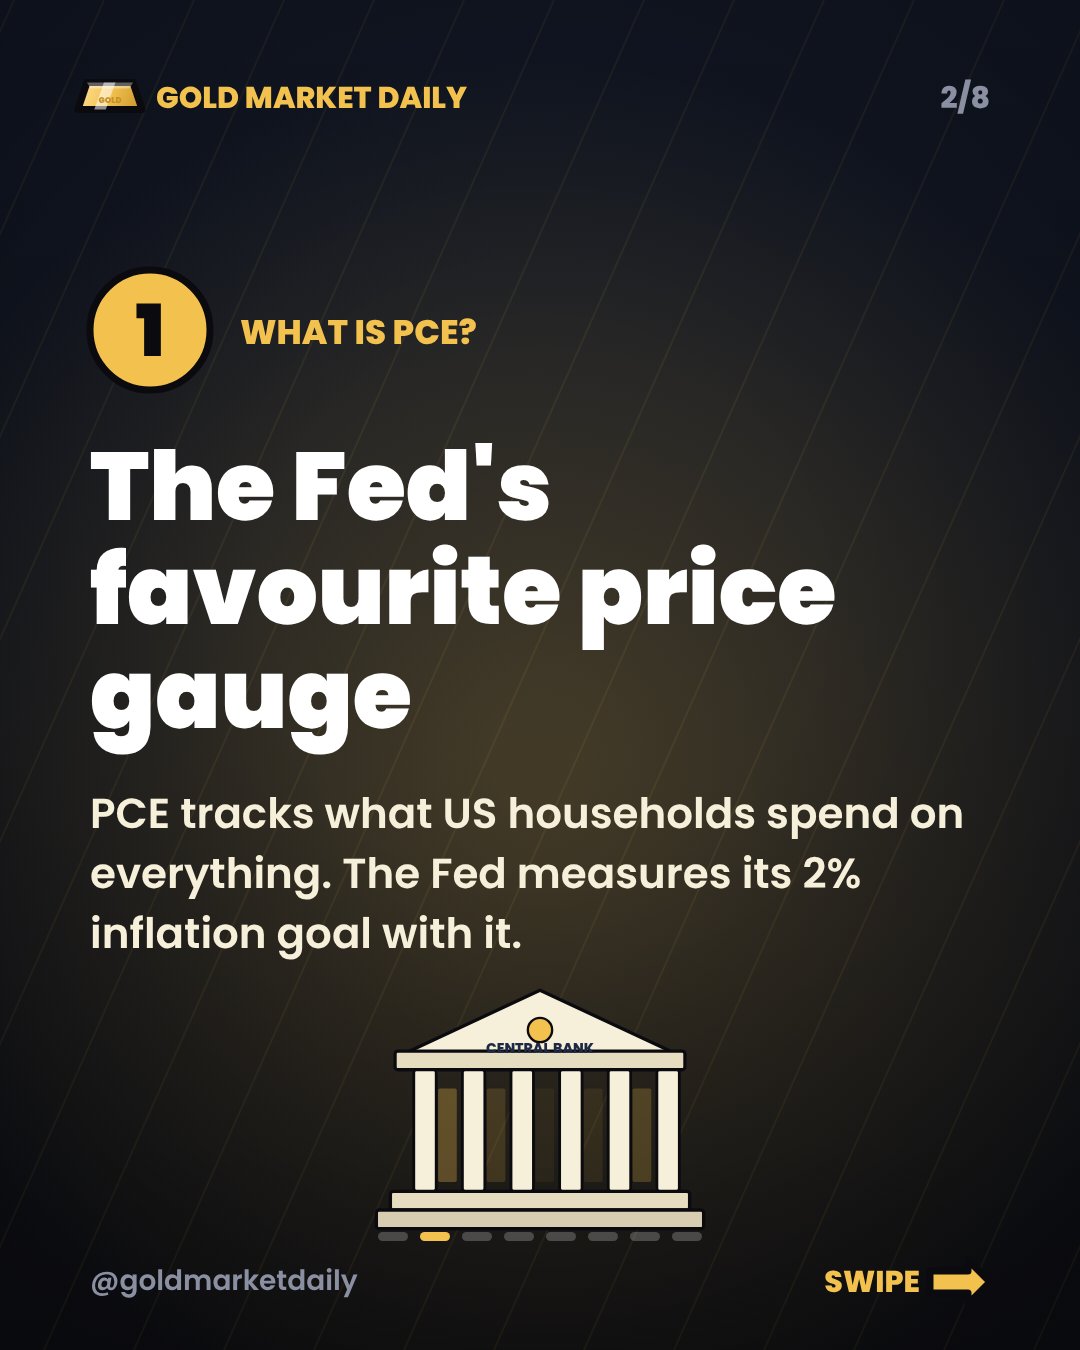 GOLD
GOLD MARKET DAILY
2/8
1
WHAT IS PCE?
The Fed's
favourite price
gauge
PCE tracks what US households spend on
everything. The Fed measures its 2%
inflation goal with it.
CENTRAL BANK
@goldmarketdaily
SWIPE